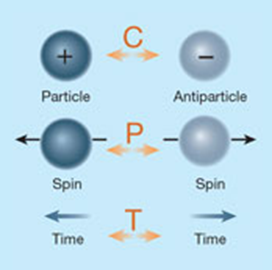 C
+ −
Particle Antiparticle
P
Spin Spin
T
Time Time